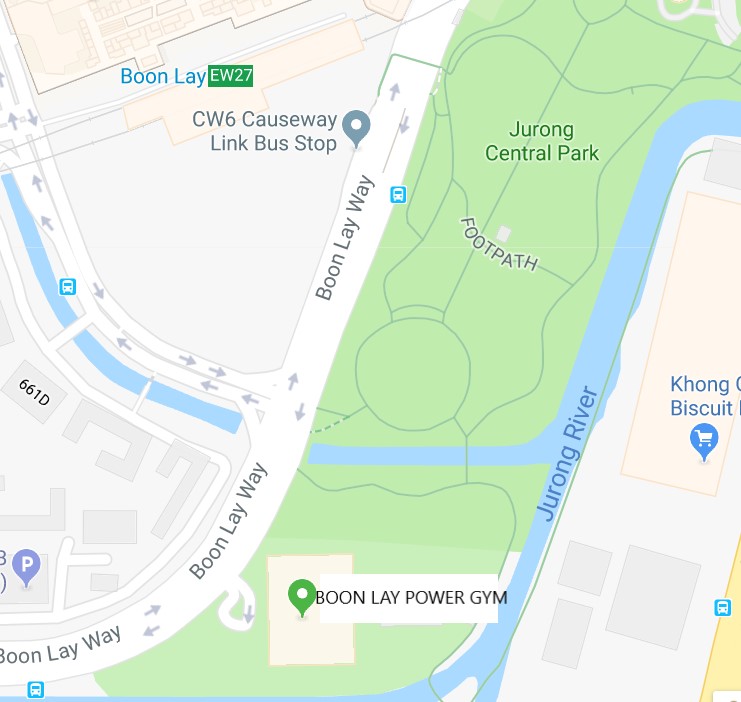 Boon Lay EW27
CW6 Causeway
Link Bus Stop
Jurong
Central Park
Boon Lay Way
FOOTPATH
661D
Khong
Biscuit
Jurong River
Boon Lay Way
P
BOON LAY POWER GYM
Boon Lay Way